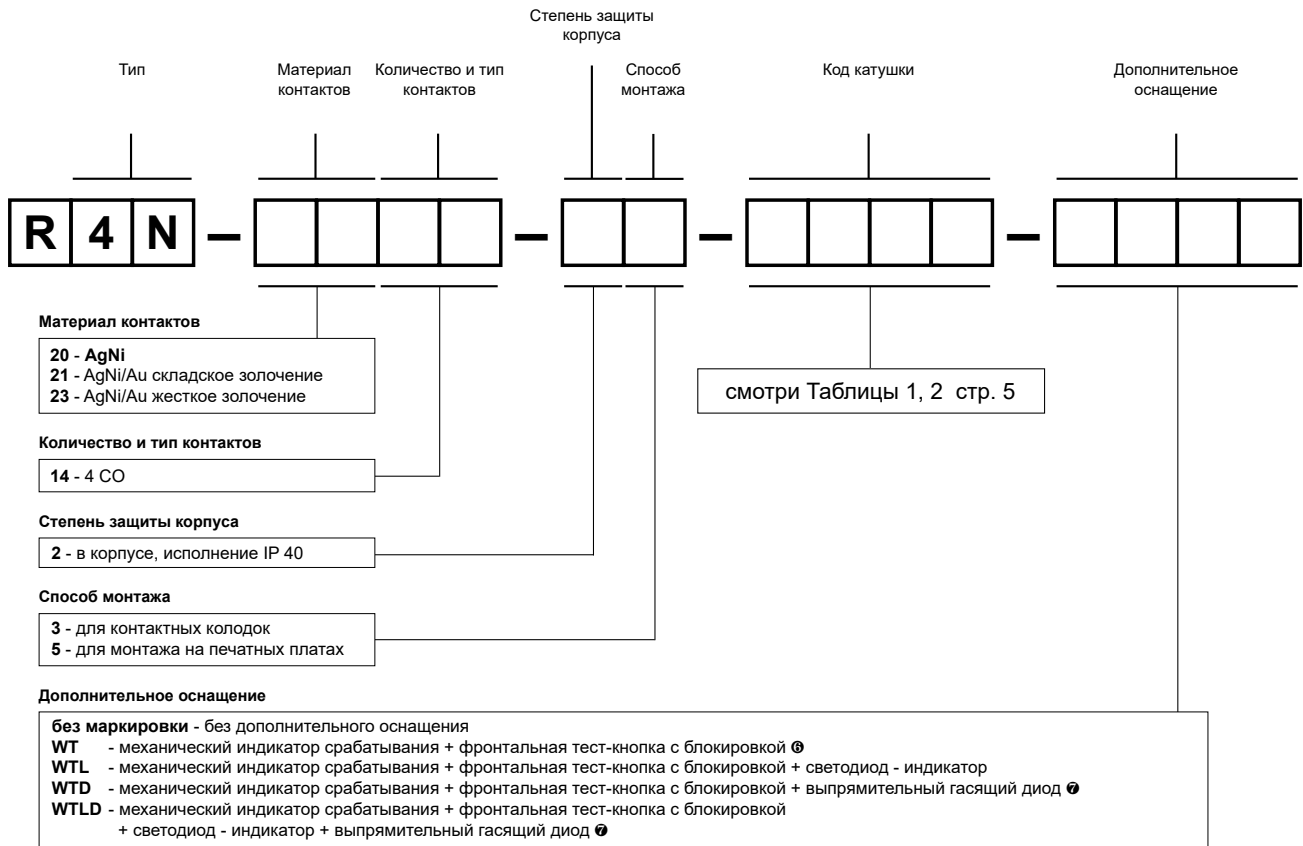 Степень защиты
корпуса
Тип
Материал
контактов
Количество и тип
контактов
Способ
монтажа
Код катушки
Дополнительное
оснащение
R 4 N – – – –
Материал контактов
20 - AgNi
21 - AgNi/Au складское золочение
23 - AgNi/Au жесткое золочение
смотри Таблицы 1, 2 стр. 5
Количество и тип контактов
14 - 4 CO
Степень защиты корпуса
2 - в корпусе, исполнение IP 40
Способ монтажа
3 - для контактных колодок
5 - для монтажа на печатных платах
Дополнительное оснащение
без маркировки - без дополнительного оснащения
WT - механический индикатор срабатывания + фронтальная тест-кнопка с блокировкой ❻
WTL - механический индикатор срабатывания + фронтальная тест-кнопка с блокировкой + светодиод - индикатор
WTD - механический индикатор срабатывания + фронтальная тест-кнопка с блокировкой + выпрямительный гасящий диод ❼
WTLD - механический индикатор срабатывания + фронтальная тест-кнопка с блокировкой
+ светодиод - индикатор + выпрямительный гасящий диод ❼